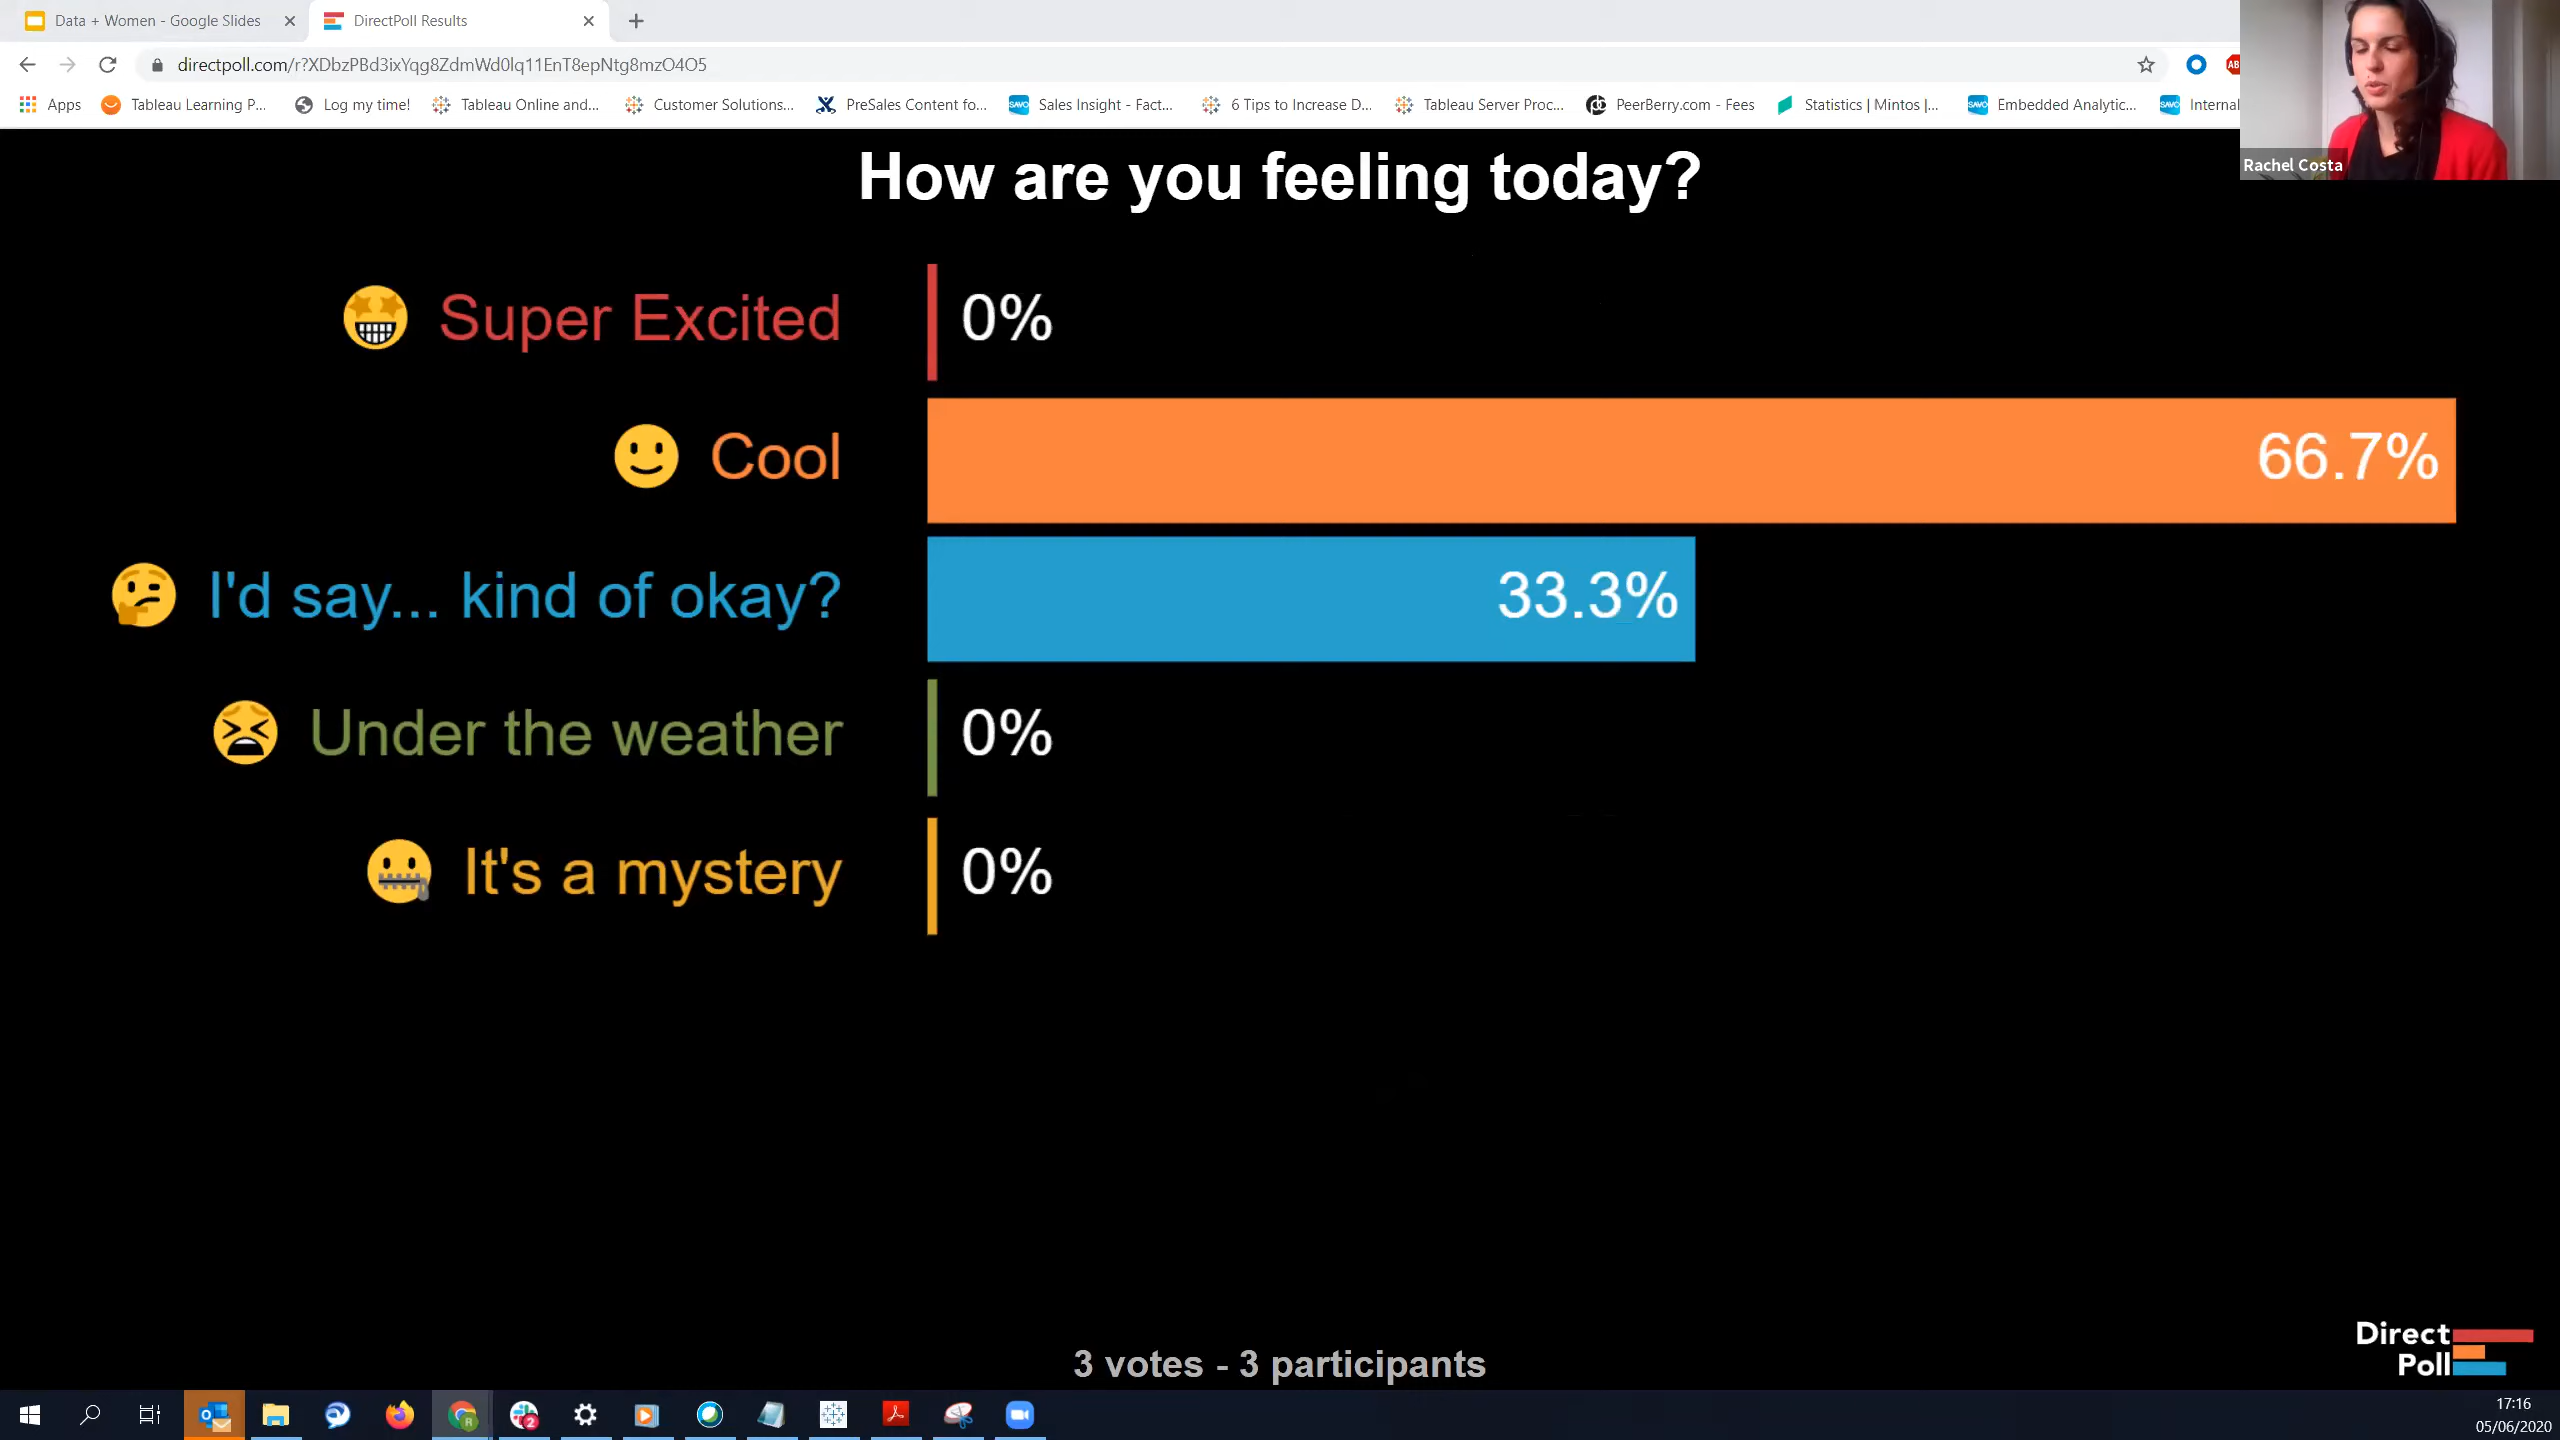 Data + Women - Google Slides
DirectPoll Results
directpoll.com/r?XDbzPBd3ixYqg8ZdmWd0lq11EnT8epNtg8mzO4O5
AB
Apps
Tableau Learning P...
Log my time!
Tableau Online and...
Customer Solutions...
PreSales Content fo...
Sales Insight - Fact...
6 Tips to Increase D...
Tableau Server Proc...
PeerBerry.com - Fees
Statistics | Mintos |...
Embedded Analytic...
Internal
Rachel Costa
How are you feeling today?
Super Excited 0%
Cool 66.7%
I'd say... kind of okay? 33.3%
Under the weather 0%
It's a mystery 0%
3 votes - 3 participants
Direct
Poll
17:16
05/06/2020